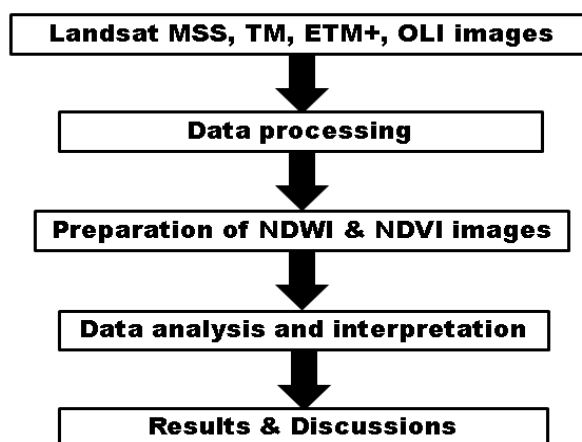 Landsat MSS, TM, ETM+, OLI images
Data processing
Preparation of NDWI & NDVI images
Data analysis and interpretation
Results & Discussions